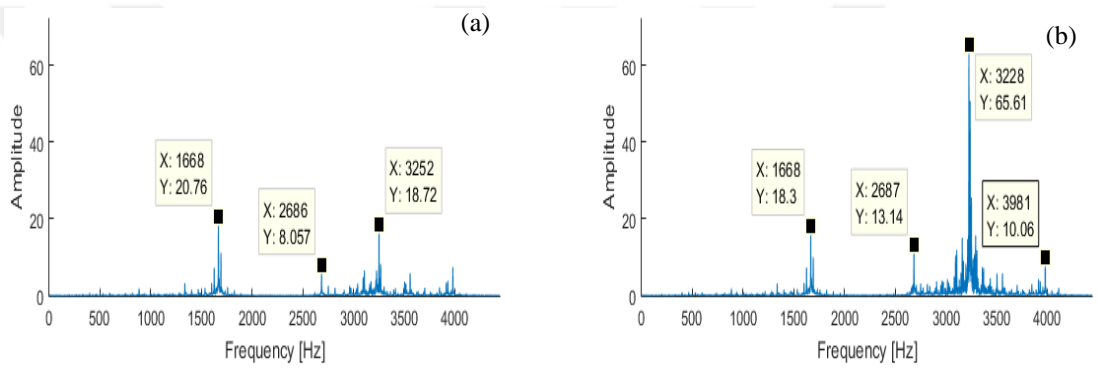 (a)
60
40
20
0
Amplitude
X: 1668
Y: 20.76
X: 2686
Y: 8.057
X: 3252
Y: 18.72
0 500 1000 1500 2000 2500 3000 3500 4000
Frequency [Hz]
(b)
60
40
20
0
Amplitude
X: 1668
Y: 18.3
X: 2687
Y: 13.14
X: 3228
Y: 65.61
X: 3981
Y: 10.06
0 500 1000 1500 2000 2500 3000 3500 4000
Frequency [Hz]